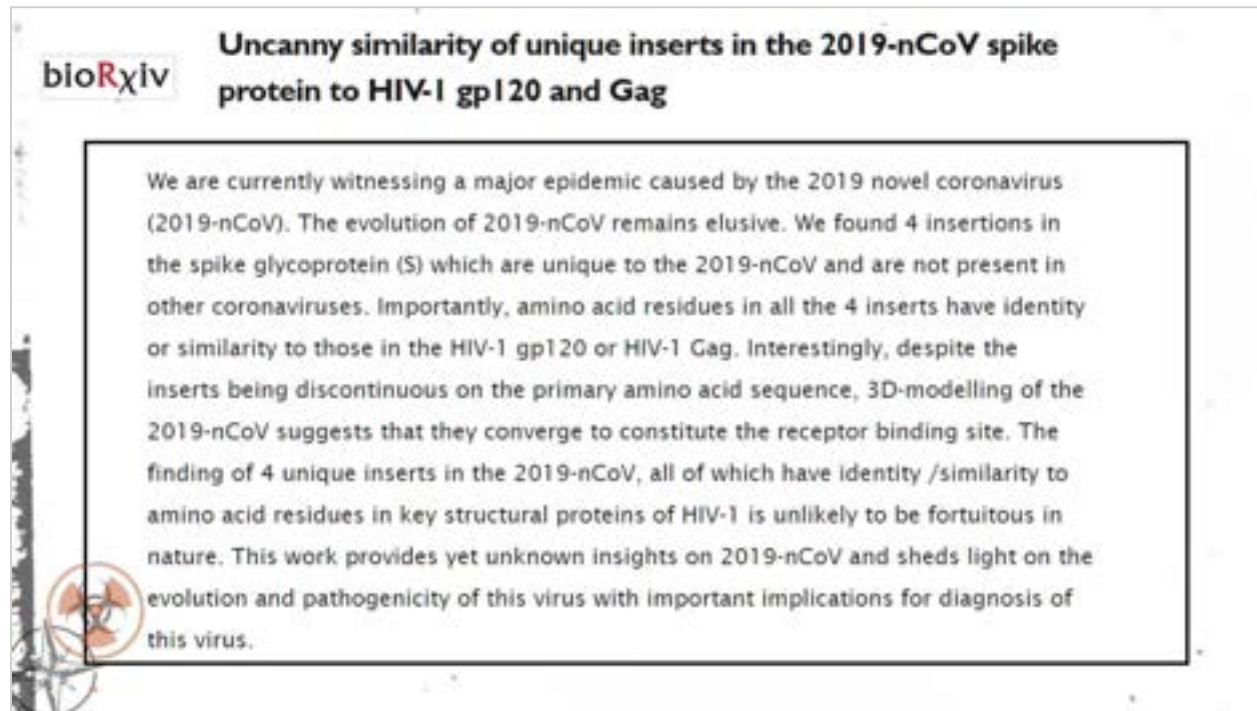 bioRχiv
Uncanny similarity of unique inserts in the 2019-nCoV spike
protein to HIV-1 gp120 and Gag
We are currently witnessing a major epidemic caused by the 2019 novel coronavirus
(2019-nCoV). The evolution of 2019-nCoV remains elusive. We found 4 insertions in
the spike glycoprotein (S) which are unique to the 2019-nCoV and are not present in
other coronaviruses. Importantly, amino acid residues in all the 4 inserts have identity
or similarity to those in the HIV-1 gp120 or HIV-1 Gag. Interestingly, despite the
inserts being discontinuous on the primary amino acid sequence, 3D-modelling of the
2019-nCoV suggests that they converge to constitute the receptor binding site. The
finding of 4 unique inserts in the 2019-nCoV, all of which have identity /similarity to
amino acid residues in key structural proteins of HIV-1 is unlikely to be fortuitous in
nature. This work provides yet unknown insights on 2019-nCoV and sheds light on the
evolution and pathogenicity of this virus with important implications for diagnosis of
this virus.